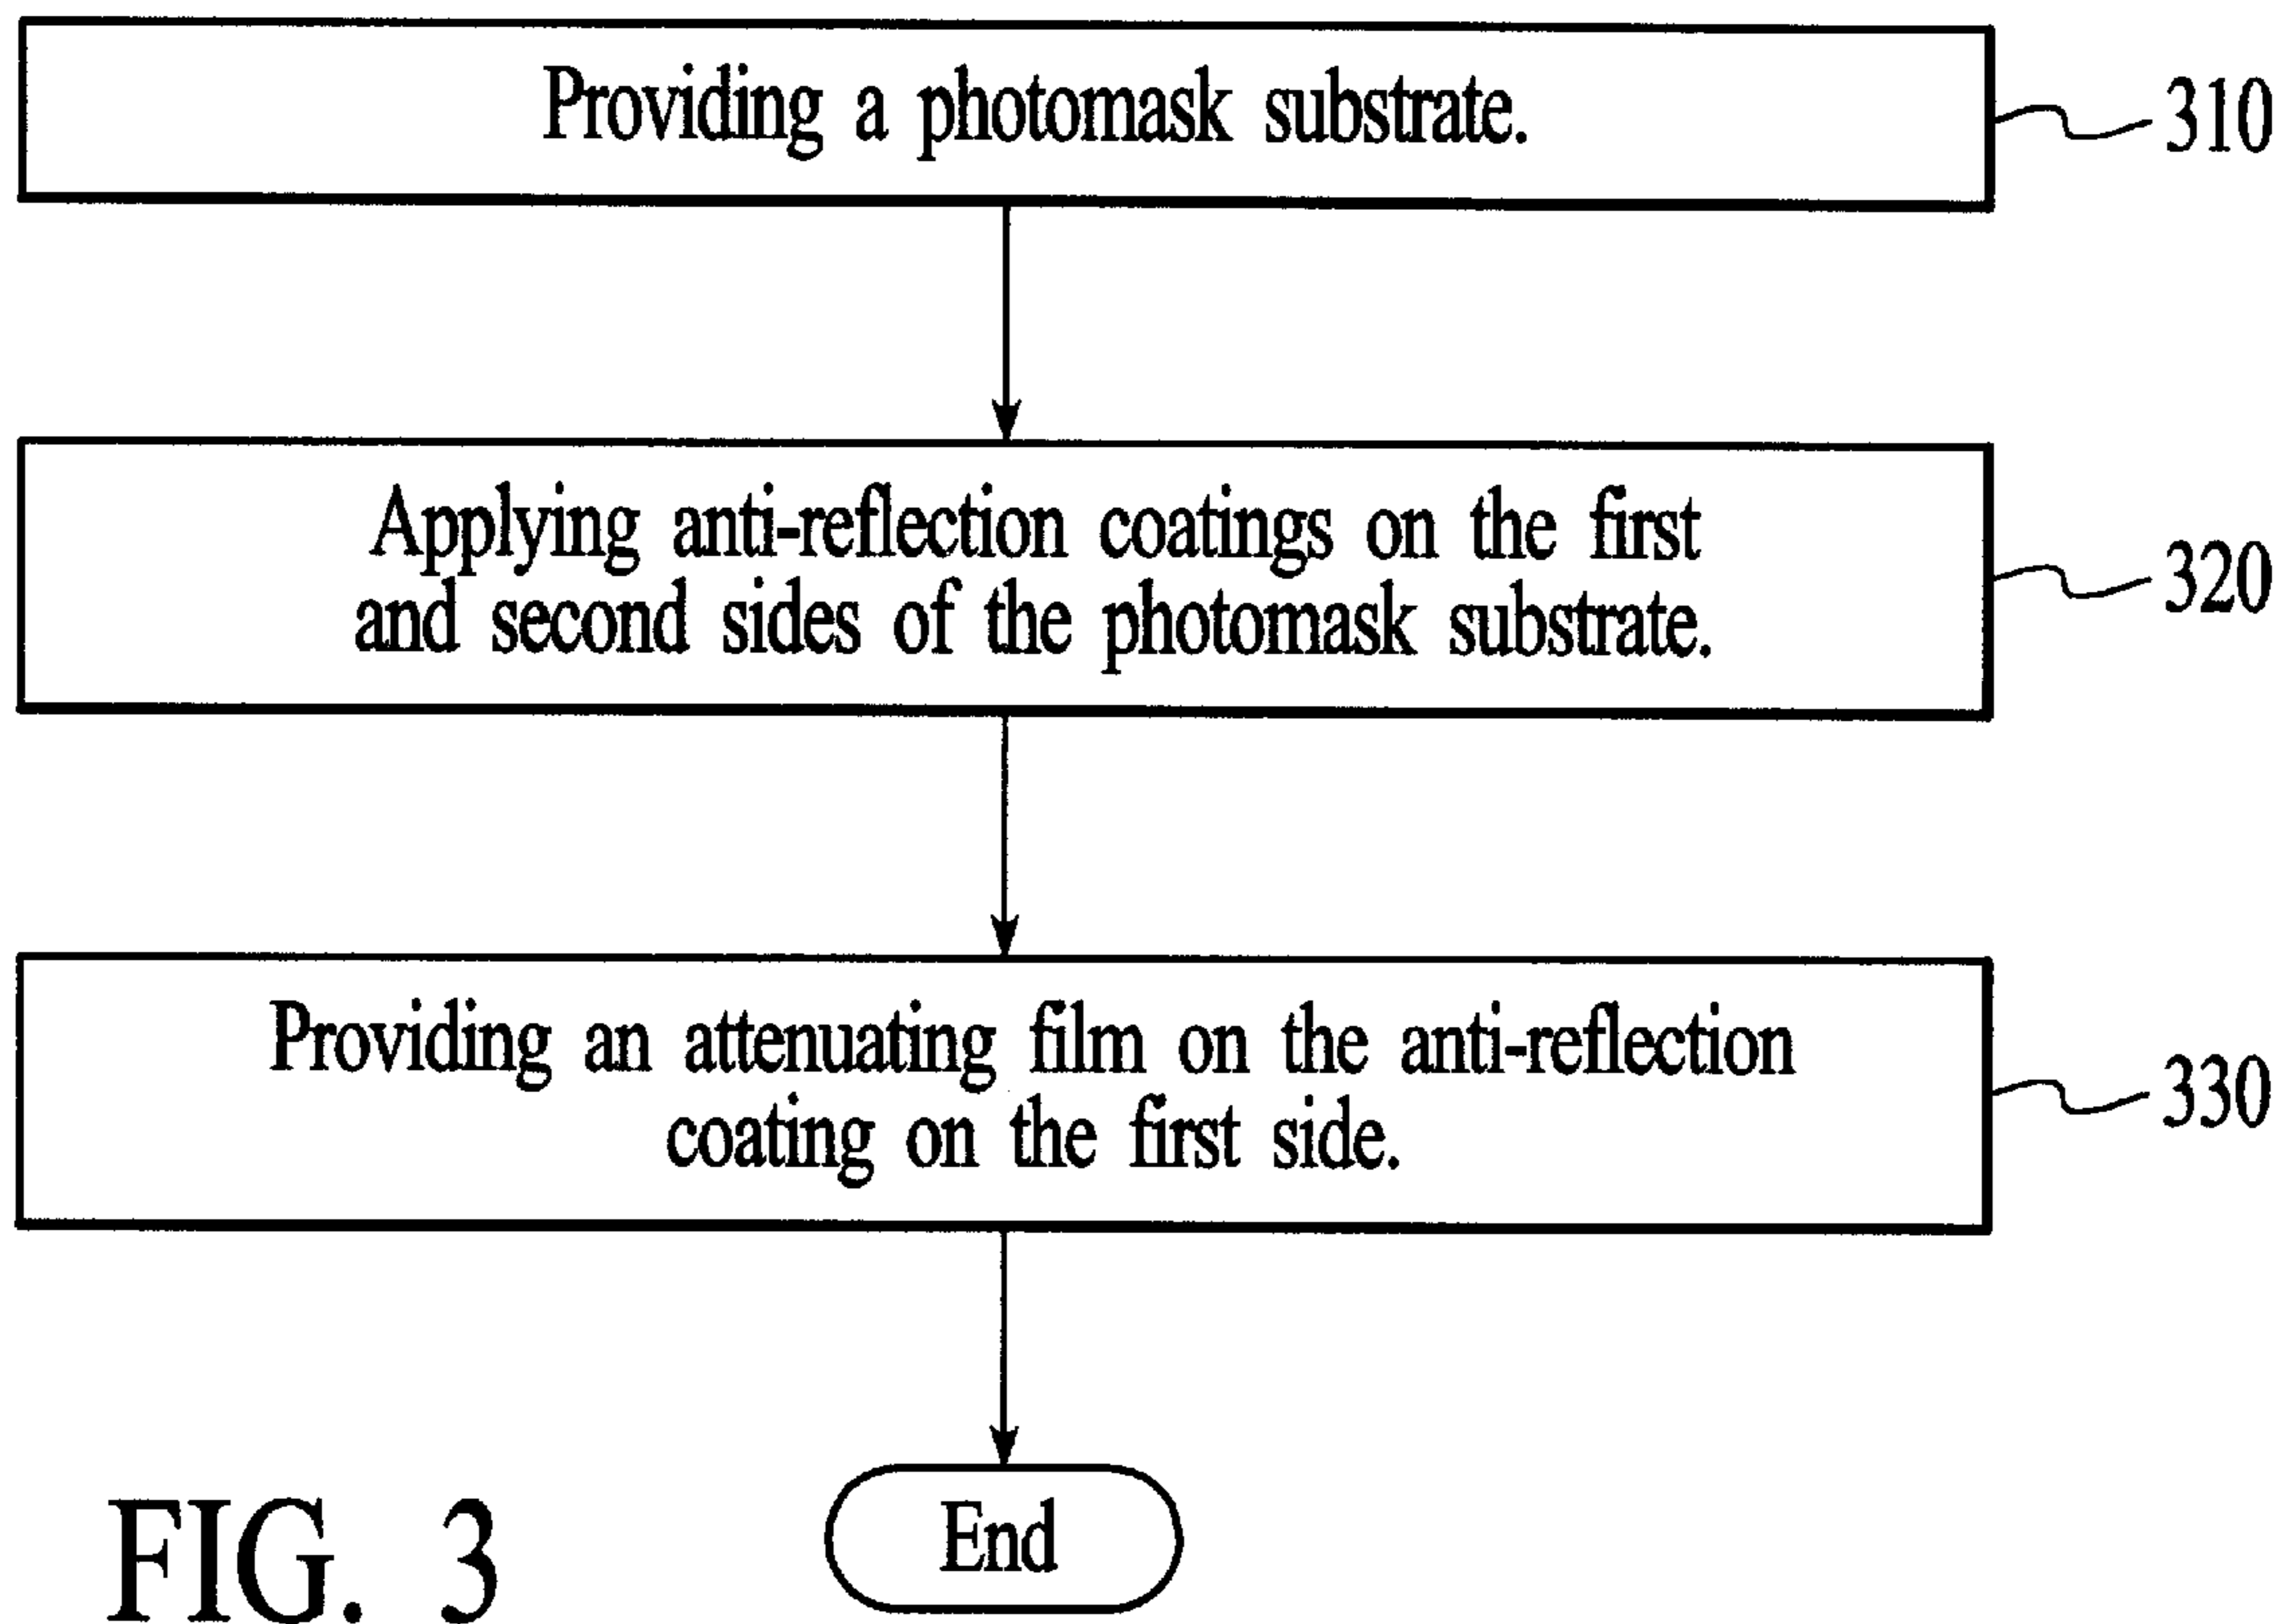 Providing a photomask substrate.
310
Applying anti-reflection coatings on the first
and second sides of the photomask substrate.
320
Providing an attenuating film on the anti-reflection
coating on the first side.
330
End
FIG. 3